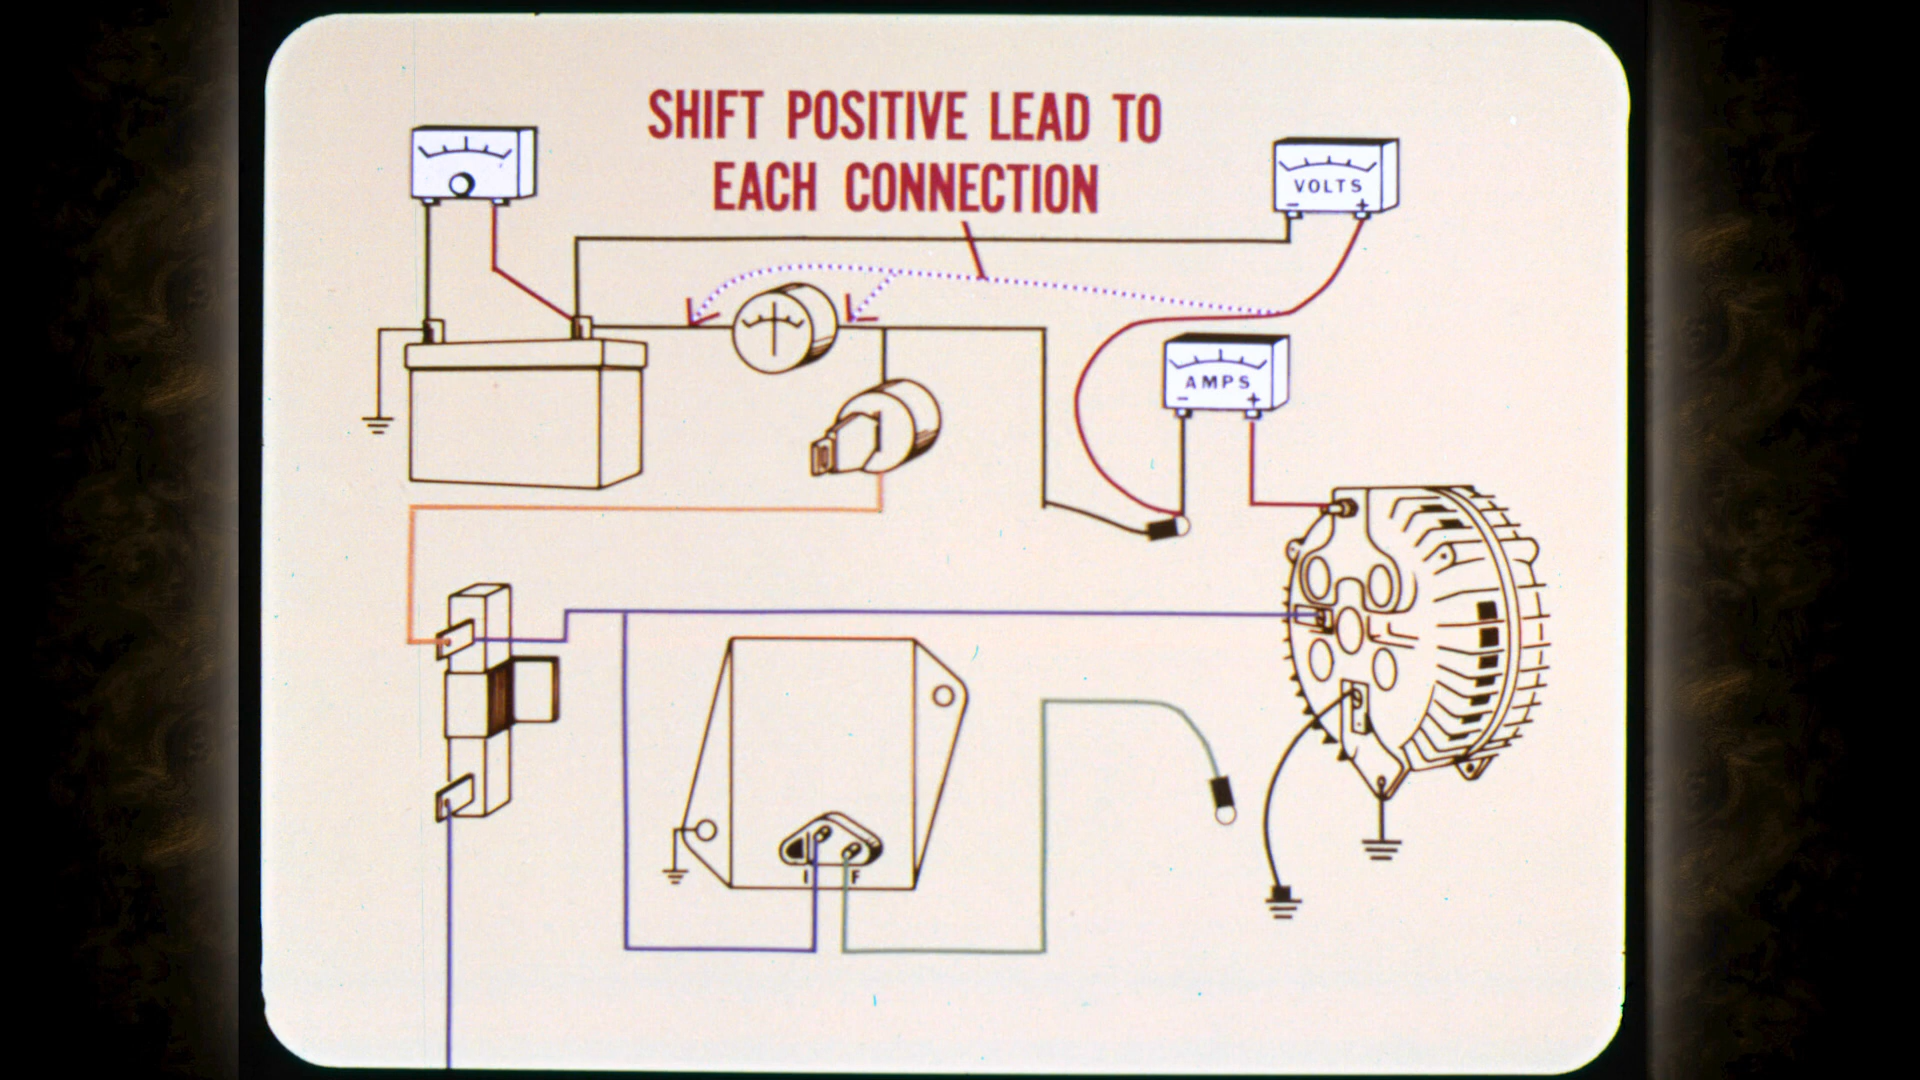 SHIFT POSITIVE LEAD TO
EACH CONNECTION
VOLTS
- +
AMPS
- +
I F